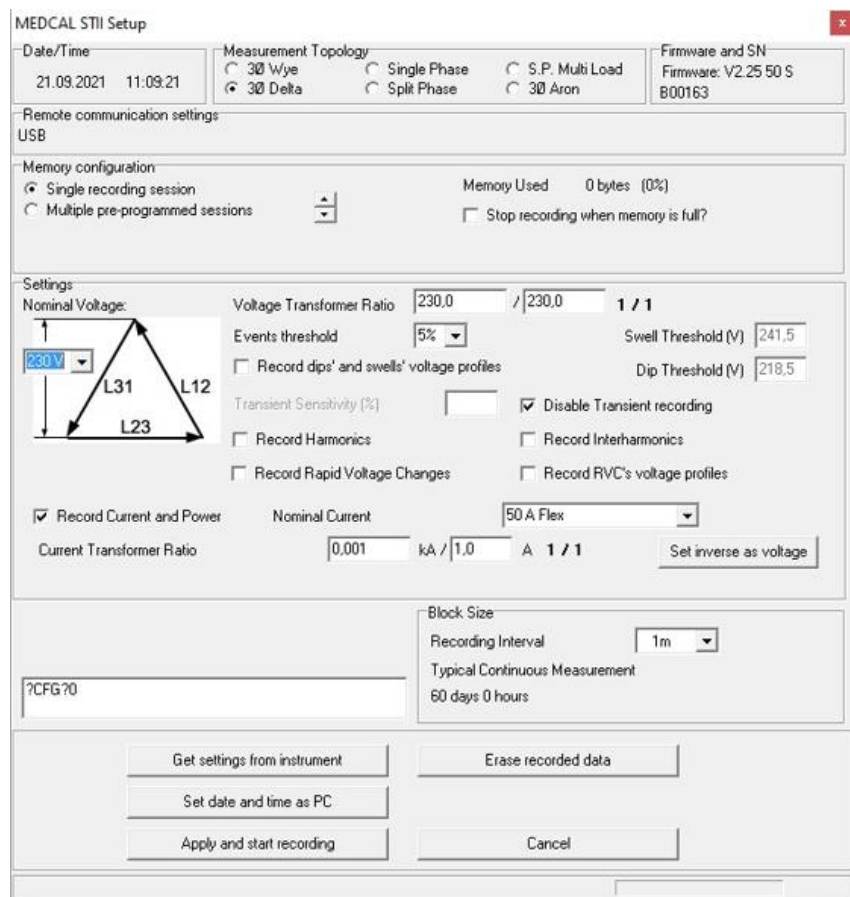 MEDCAL STII Setup
x
Date/Time
21.09.2021 11:09:21
Measurement Topology
3Ø Wye Single Phase S.P. Multi Load
3Ø Delta Split Phase 3Ø Aron
Firmware and SN
Firmware: V2.25 50 S
B00163
Remote communication settings
USB
Memory configuration
Single recording session
Multiple pre-programmed sessions
Memory Used 0 bytes (0%)
Stop recording when memory is full?
Settings
Nominal Voltage:
230 V
L31
L12
L23
Voltage Transformer Ratio 230,0 / 230,0 1 / 1
Events threshold 5% Swell Threshold (V) 241,5
Record dips' and swells' voltage profiles Dip Threshold (V) 218,5
Transient Sensitivity (%) Disable Transient recording
Record Harmonics Record Interharmonics
Record Rapid Voltage Changes Record RVC's voltage profiles
Record Current and Power Nominal Current 50 A Flex
Current Transformer Ratio 0,001 kA / 1,0 A 1 / 1 Set inverse as voltage
?CFG?0
Block Size
Recording Interval 1m
Typical Continuous Measurement
60 days 0 hours
Get settings from instrument Erase recorded data
Set date and time as PC
Apply and start recording Cancel